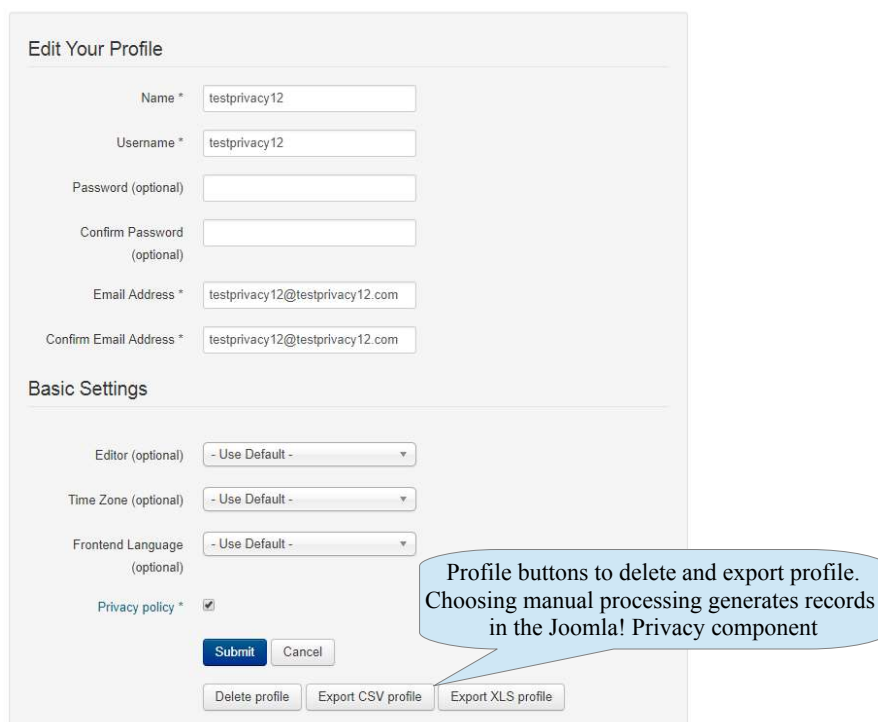 Edit Your Profile
Name *
testprivacy12
Username *
testprivacy12
Password (optional)
Confirm Password
(optional)
Email Address *
testprivacy12@testprivacy12.com
Confirm Email Address *
testprivacy12@testprivacy12.com
Basic Settings
Editor (optional)
- Use Default -
Time Zone (optional)
- Use Default -
Frontend Language
(optional)
- Use Default -
Profile buttons to delete and export profile.
Choosing manual processing generates records
in the Joomla! Privacy component
Privacy policy *
Submit Cancel
Delete profile Export CSV profile Export XLS profile